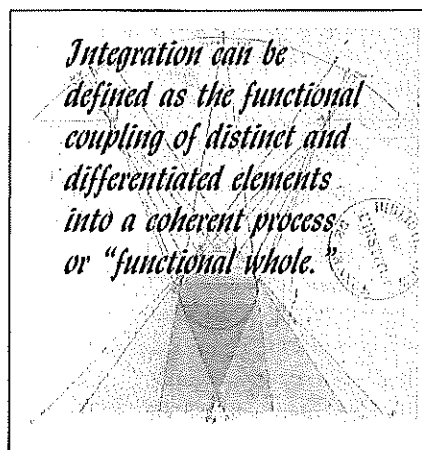 Integration can be
defined as the functional
coupling of distinct and
differentiated elements
into a coherent process
or “functional whole.”